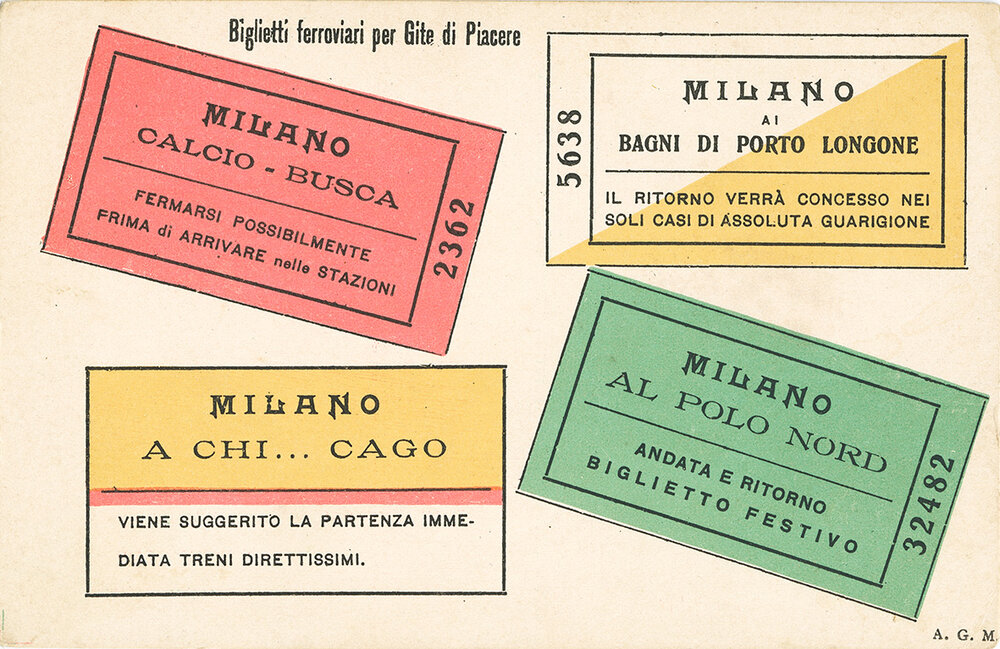 Biglietti ferroviari per Gite di Piacere
MILANO
CALCIO - BUSCA
FERMARSI POSSIBILMENTE
FRIMA di ARRIVARE nelle STAZIONI
2362
5638
MILANO
AI
BAGNI DI PORTO LONGONE
IL RITORNO VERRÀ CONCESSO NEI
SOLI CASI DI ASSOLUTA GUARIGIONE
MILANO
A CHI... CAGO
VIENE SUGGERITO LA PARTENZA IMME-
DIATA TRENI DIRETTISSIMI.
MILANO
AL POLO NORD
ANDATA E RITORNO
BIGLIETTO FESTIVO
32482
A. G. M